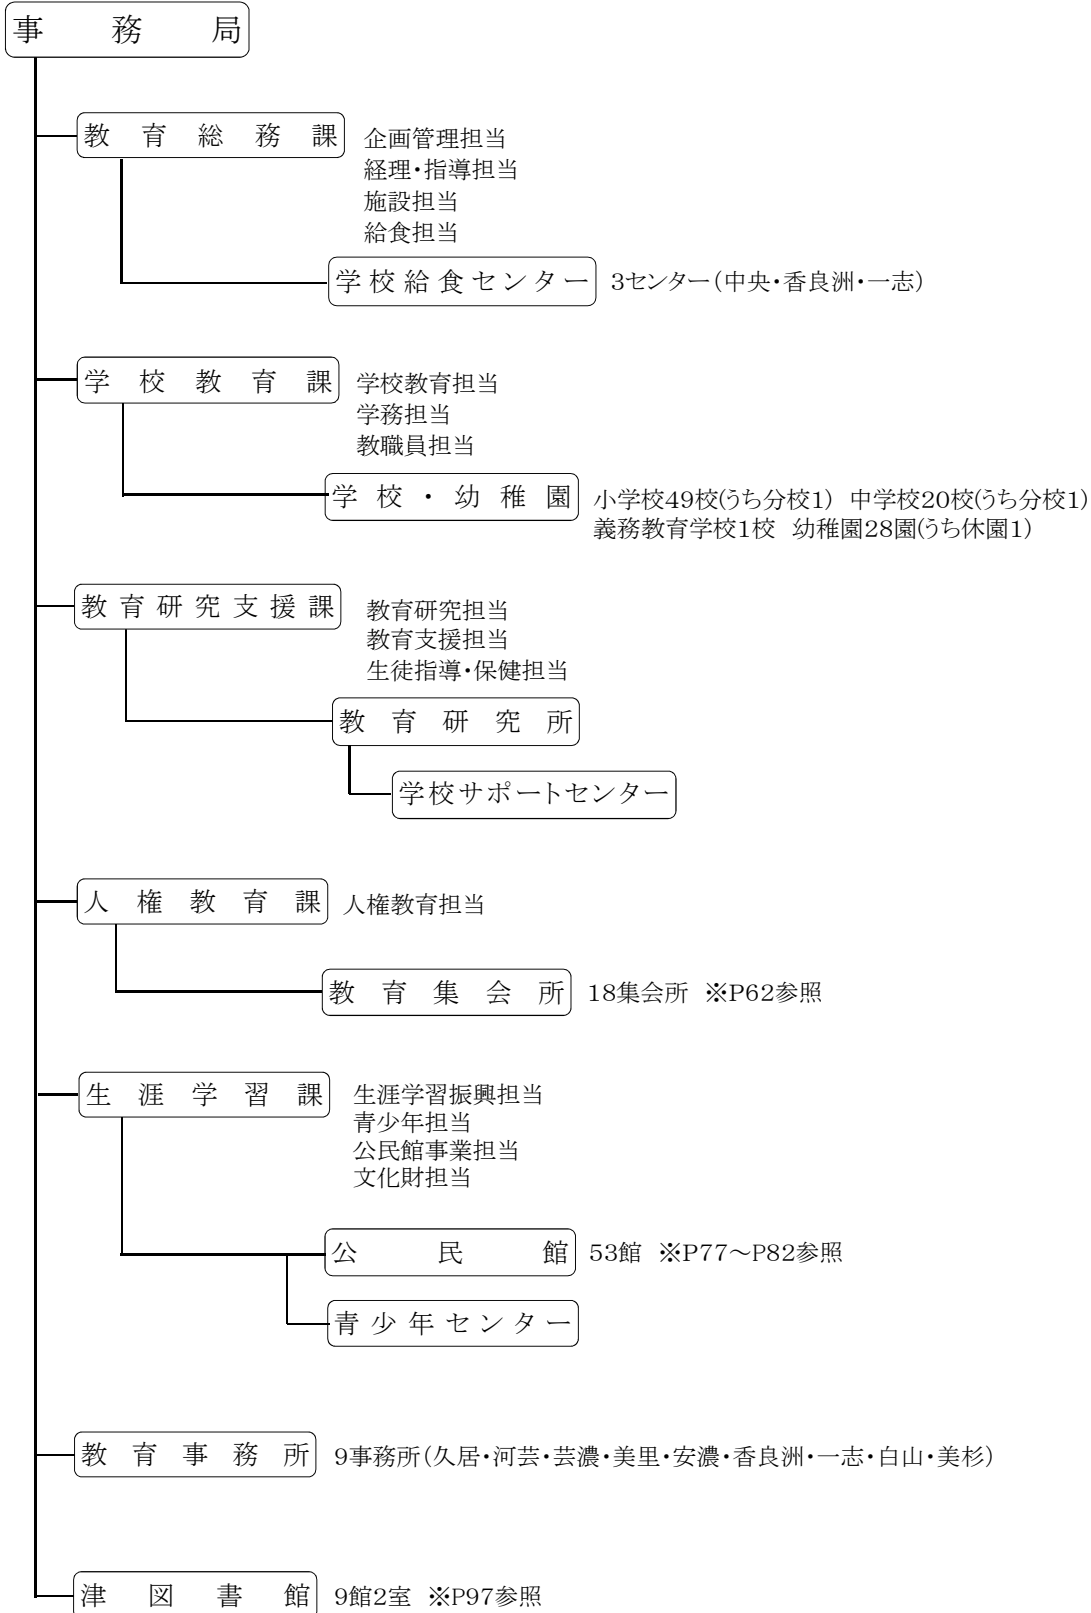 事務局
教育総務課
企画管理担当
経理・指導担当
施設担当
給食担当
学校給食センター 3センター(中央・香良洲・一志)
学校教育課
学校教育担当
学務担当
教職員担当
学校・幼稚園
小学校49校(うち分校1) 中学校20校(うち分校1)
義務教育学校1校 幼稚園28園(うち休園1)
教育研究支援課
教育研究担当
教育支援担当
生徒指導・保健担当
教育研究所
学校サポートセンター
人権教育課 人権教育担当
教育集会所 18集会所 ※P62参照
生涯学習課
生涯学習振興担当
青少年担当
公民館事業担当
文化財担当
公民館 53館 ※P77～P82参照
青少年センター
教育事務所 9事務所(久居・河芸・芸濃・美里・安濃・香良洲・一志・白山・美杉)
津図書館 9館2室 ※P97参照